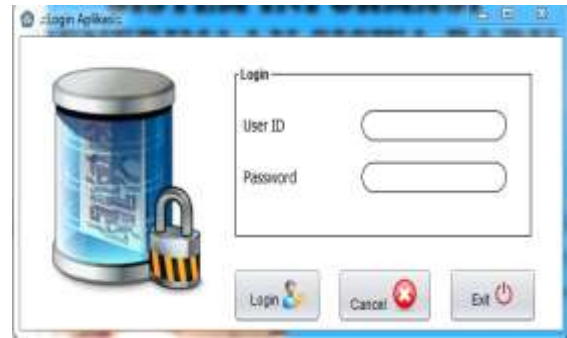 ::Login Aplikasi::
Login
User ID
Password
Login
Cancel
Exit